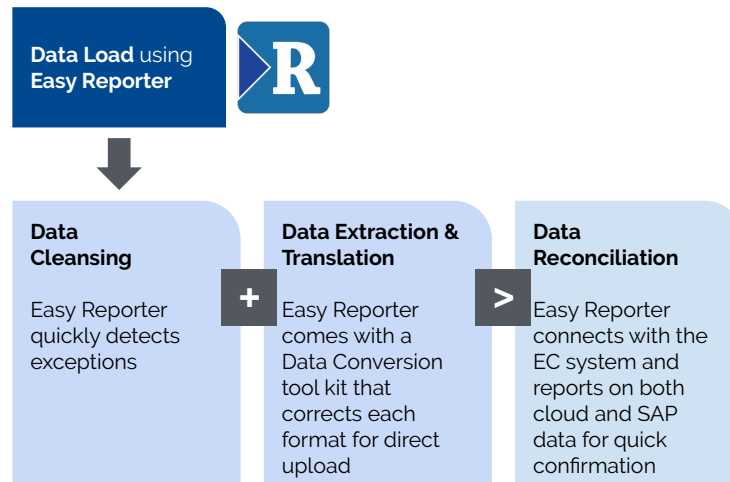 Data Load using
Easy Reporter
R
Data
Cleansing
Easy Reporter
quickly detects
exceptions
+
Data Extraction &
Translation
Easy Reporter
comes with a
Data Conversion
tool kit that
corrects each
format for direct
upload
>
Data
Reconciliation
Easy Reporter
connects with the
EC system and
reports on both
cloud and SAP
data for quick
confirmation